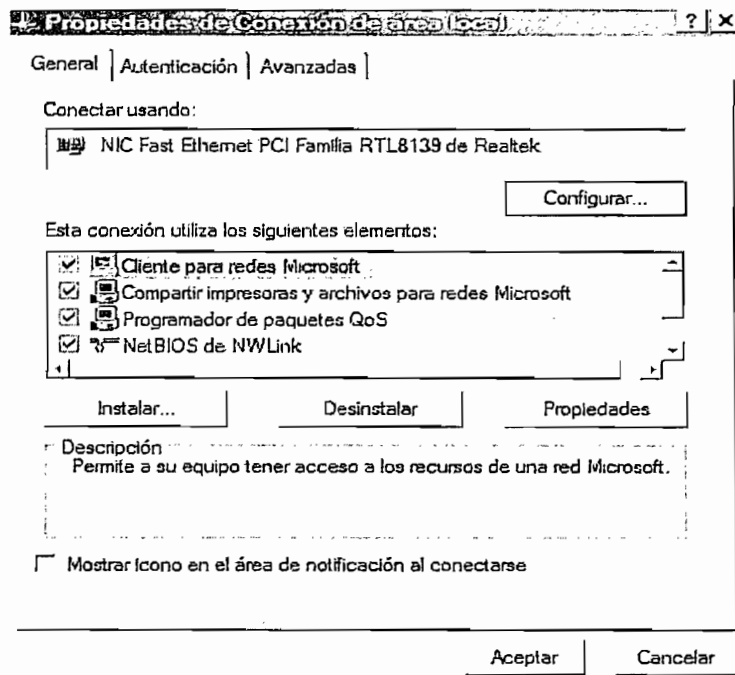 Propiedades de Conexión de área local ? ×
General Autenticación Avanzadas
Conectar usando:
NIC Fast Ethernet PCI Familia RTL8139 de Realtek
Configurar...
Esta conexión utiliza los siguientes elementos:
Cliente para redes Microsoft
Compartir impresoras y archivos para redes Microsoft
Programador de paquetes QoS
NetBIOS de NWLink
Instalar... Desinstalar Propiedades
Descripción
Permite a su equipo tener acceso a los recursos de una red Microsoft.
Mostrar icono en el área de notificación al conectarse
Aceptar Cancelar